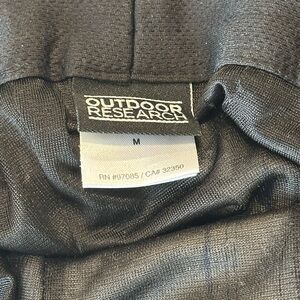 OUTDOOR
RESEARCH
M
RN #97085 / CA# 32350